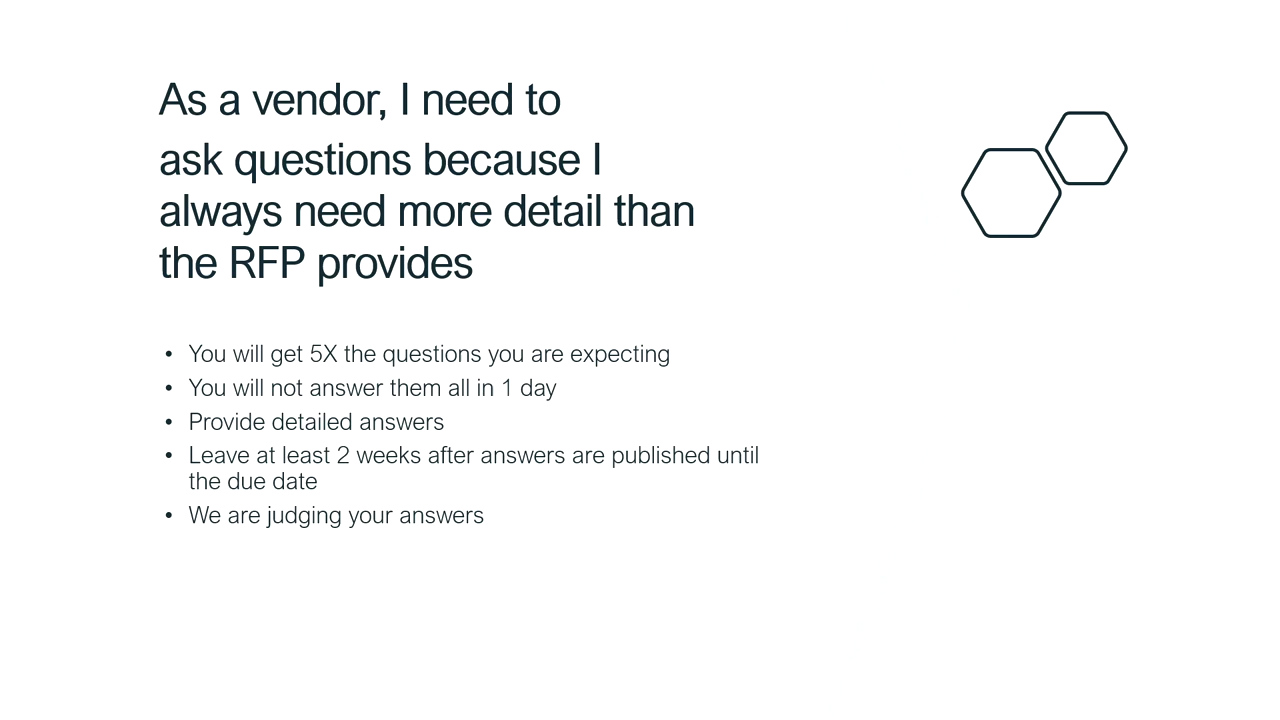 As a vendor, I need to
ask questions because I
always need more detail than
the RFP provides
• You will get 5X the questions you are expecting
• You will not answer them all in 1 day
• Provide detailed answers
• Leave at least 2 weeks after answers are published until
the due date
• We are judging your answers